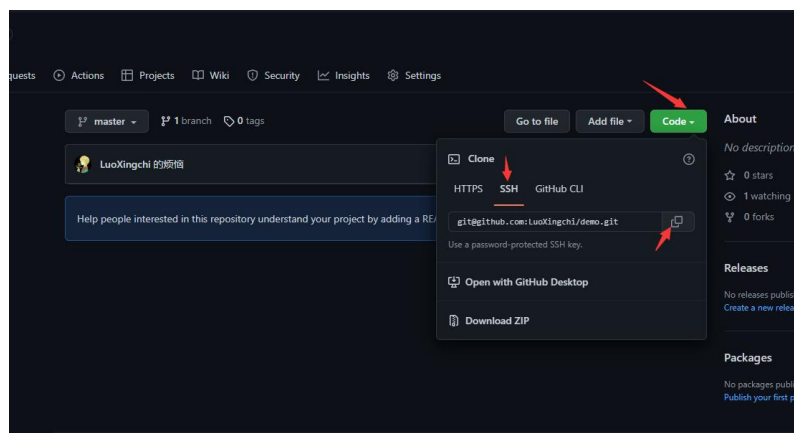 quests Actions Projects Wiki Security Insights Settings
master 1 branch 0 tags Go to file Add file Code
LuoXingchi 的烦恼
Help people interested in this repository understand your project by adding a RE
Clone
HTTPS SSH GitHub CLI
git@github.com:LuoXingchi/demo.git
Use a password-protected SSH key.
Open with GitHub Desktop
Download ZIP
About
No description
0 stars
1 watching
0 forks
Releases
No releases publis
Create a new relea
Packages
No packages publi
Publish your first p